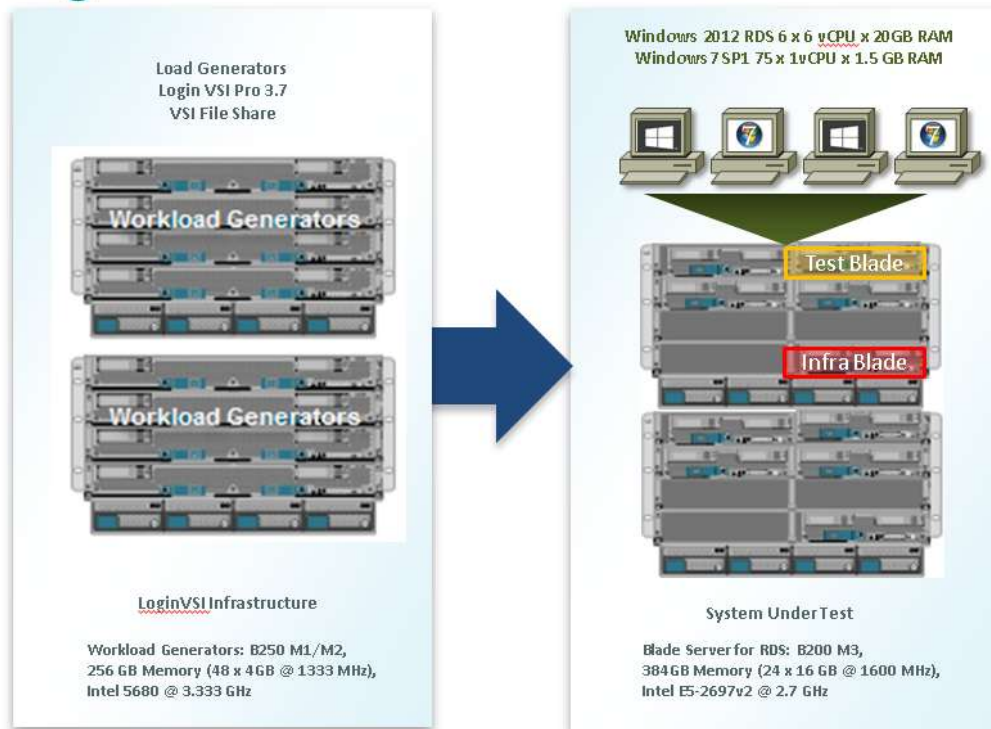 Load Generators
Login VSI Pro 3.7
VSI File Share
Workload Generators
Workload Generators
LoginVSI Infrastructure
Workload Generators: B250 M1/M2,
256 GB Memory (48 x 4GB @ 1333 MHz),
Intel 5680 @ 3.333 GHz
Windows 2012 RDS 6 x 6 vCPU x 20GB RAM
Windows 7 SP1 75 x 1vCPU x 1.5 GB RAM
Test Blade
Infra Blade
System Under Test
Blade Server for RDS: B200 M3,
384GB Memory (24 x 16 GB @ 1600 MHz),
Intel E5-2697v2 @ 2.7 GHz